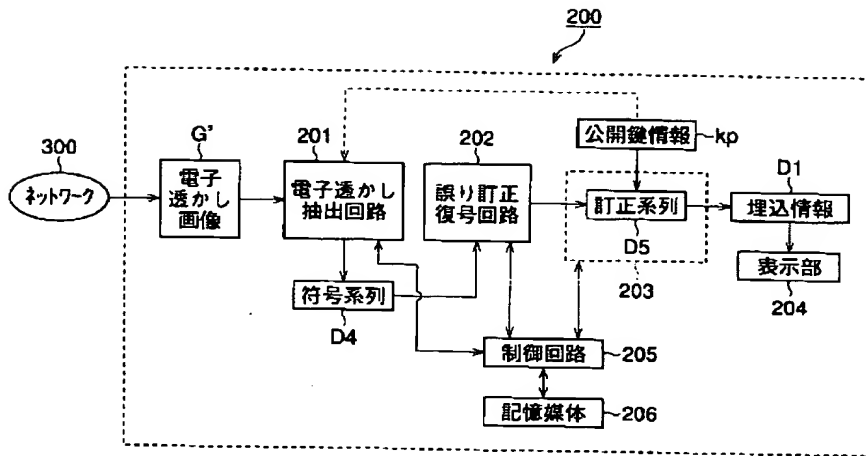 200
300
ネットワーク
G'
電子
透かし
画像
201
電子透かし
抽出回路
202
誤り訂正
復号回路
公開鍵情報
kp
訂正系列
D5
203
D1
埋込情報
表示部
204
符号系列
D4
制御回路
205
記憶媒体
206